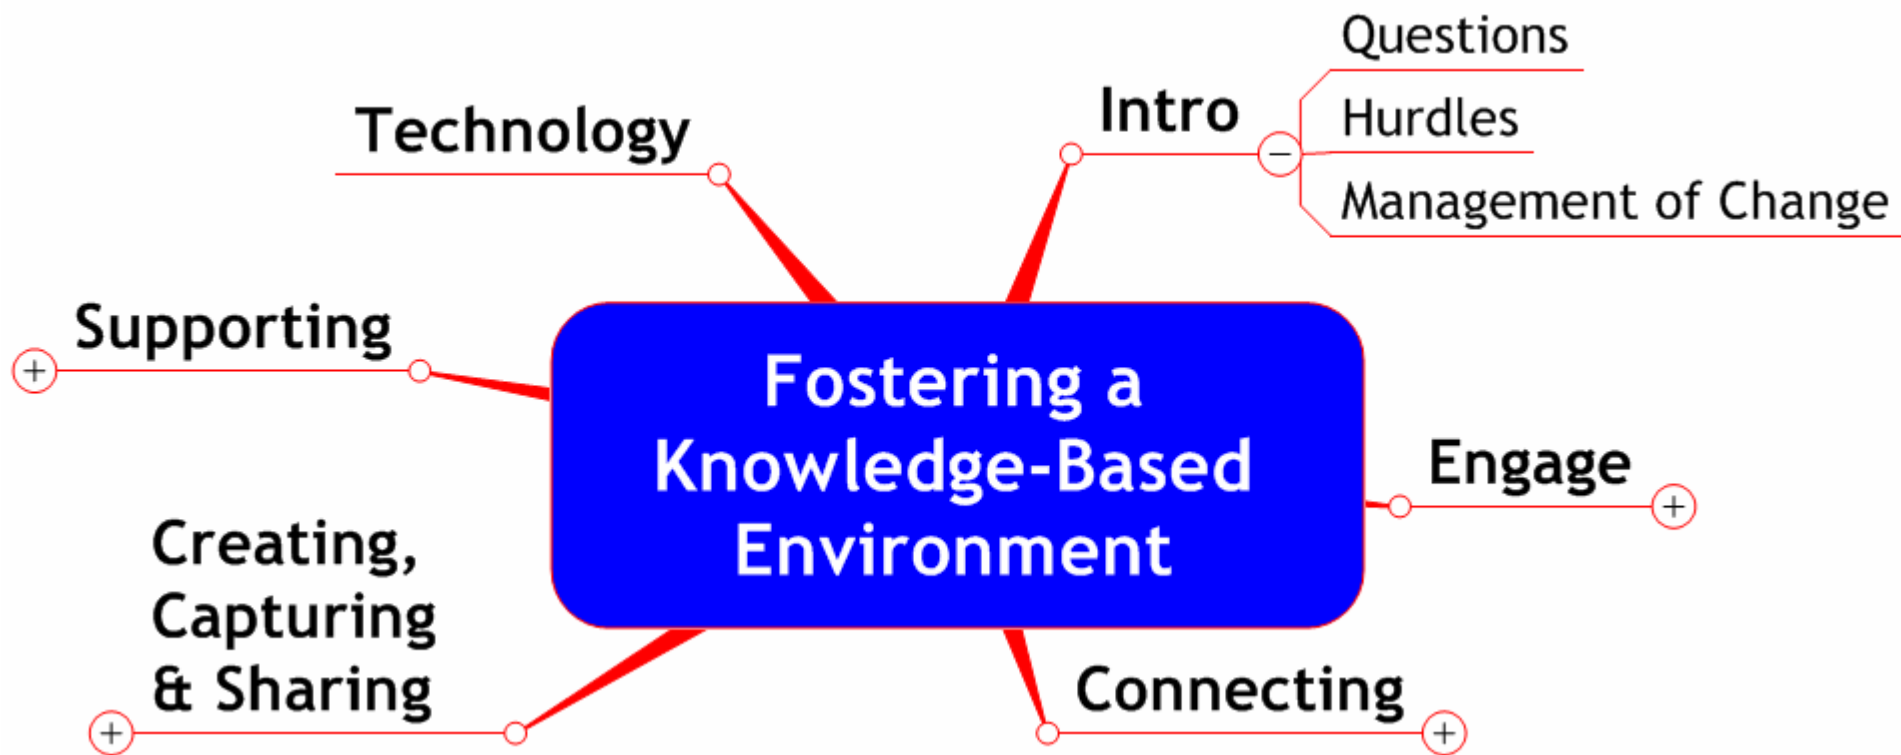 Fostering a
Knowledge-Based
Environment
Intro
Questions
Hurdles
Management of Change
Engage
Connecting
Creating,
Capturing
& Sharing
Supporting
Technology